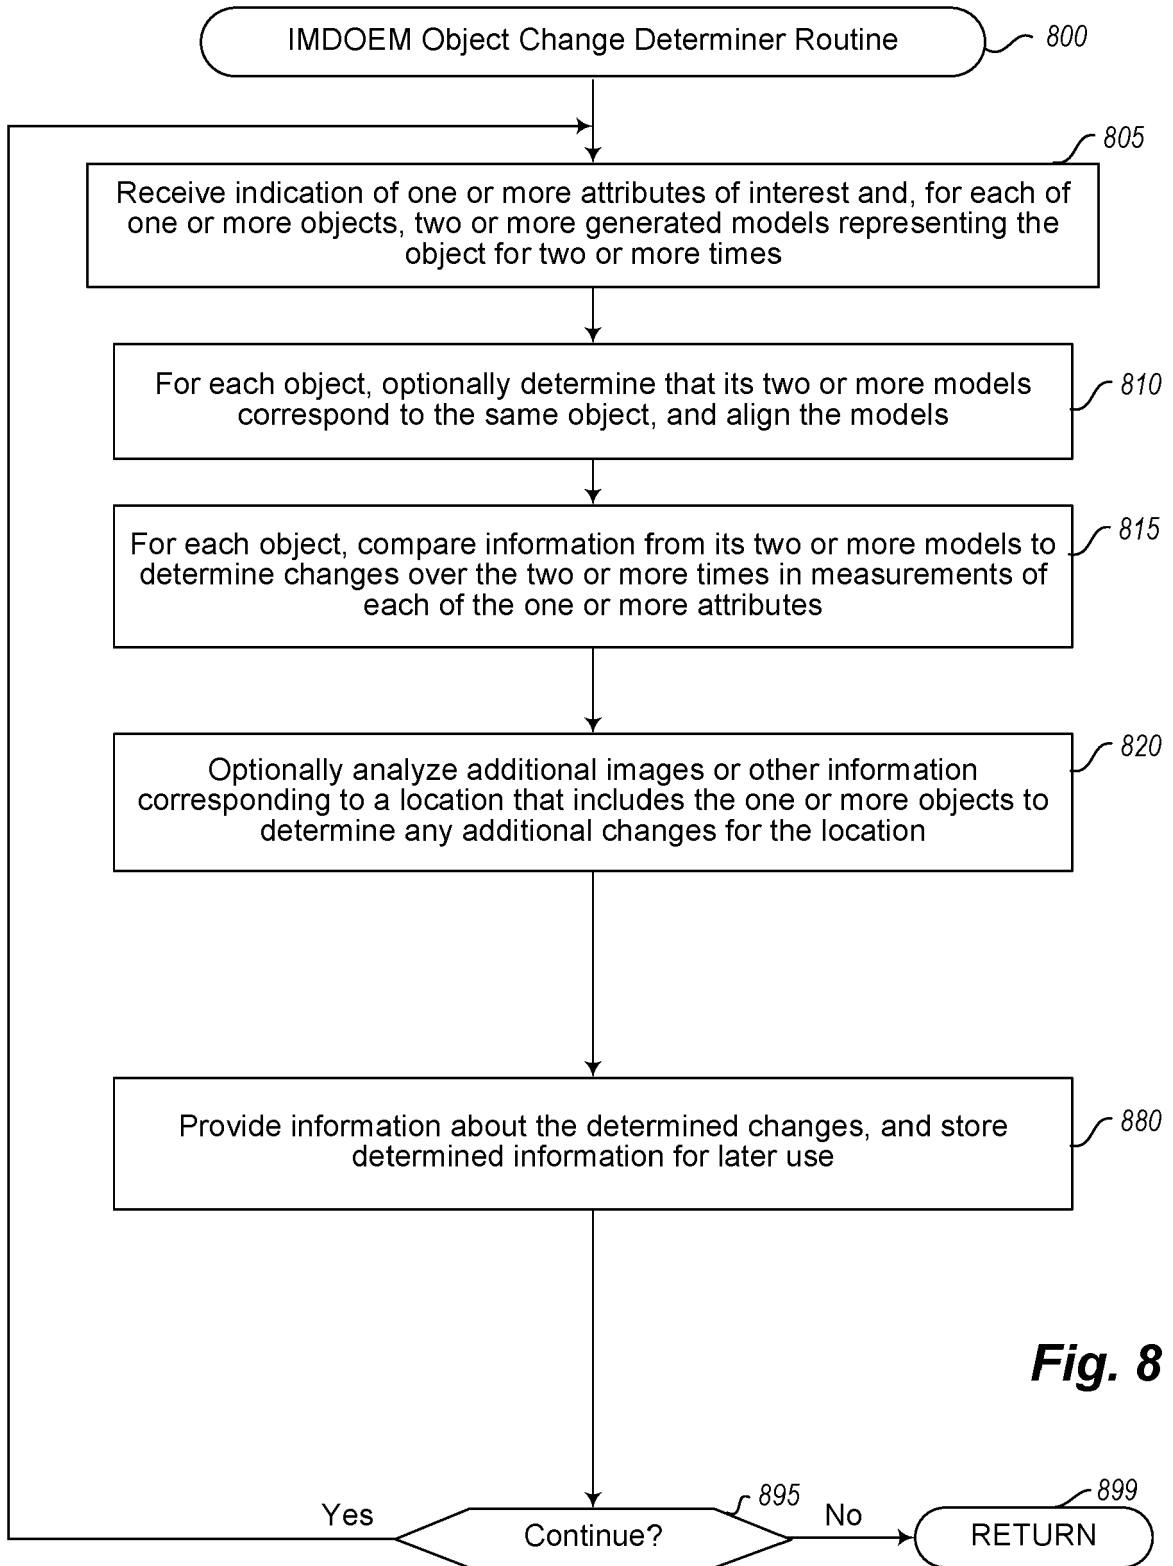 IMDOEM Object Change Determiner Routine
800
805
Receive indication of one or more attributes of interest and, for each of
one or more objects, two or more generated models representing the
object for two or more times
For each object, optionally determine that its two or more models
correspond to the same object, and align the models
810
For each object, compare information from its two or more models to
determine changes over the two or more times in measurements of
each of the one or more attributes
815
Optionally analyze additional images or other information
corresponding to a location that includes the one or more objects to
determine any additional changes for the location
820
Provide information about the determined changes, and store
determined information for later use
880
Fig. 8
Yes
Continue?
895
No
899
RETURN